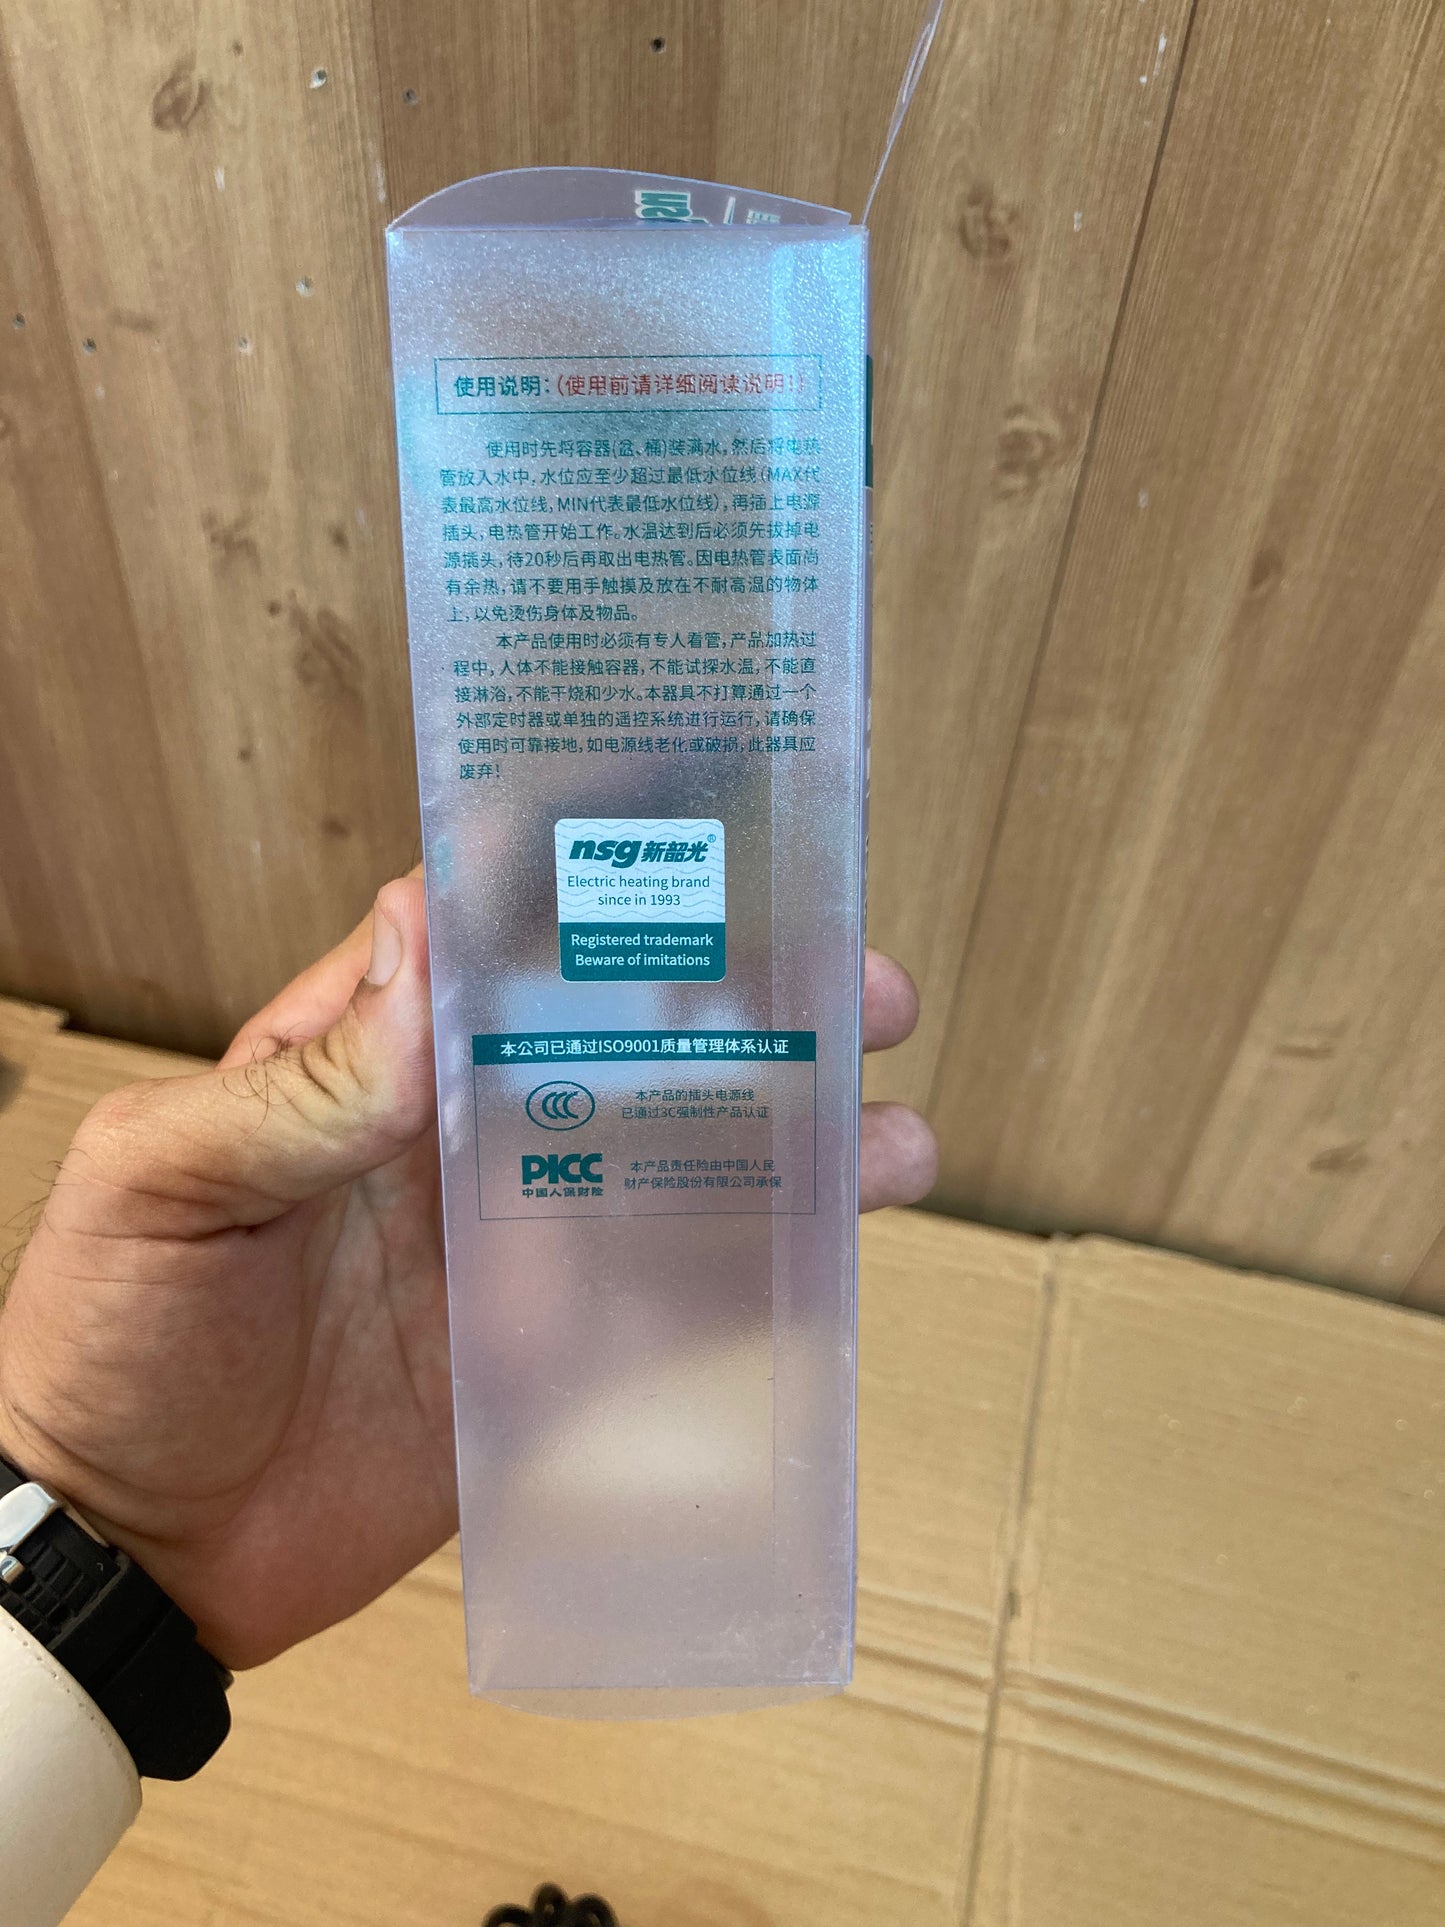 nsg
使用说明：(使用前请详细阅读说明！)
使用时先将容器(盆、桶)装满水，然后将电热
管放入水中，水位应至少超过最低水位线（MAX代
表最高水位线，MIN代表最低水位线），再插上电源
插头，电热管开始工作。水温达到后必须先拔掉电
源插头，待20秒后再取出电热管。因电热管表面尚
有余热，请不要用手触摸及放在不耐高温的物体
上，以免烫伤身体及物品。
本产品使用时必须有专人看管，产品加热过
程中，人体不能接触容器，不能试探水温，不能直
接淋浴，不能干烧和少水。本器具不打算通过一个
外部定时器或单独的遥控系统进行运行，请确保
使用时可靠接地，如电源线老化或破损，此器具应
废弃！
nsg新韶光®
Electric heating brand
since in 1993
Registered trademark
Beware of imitations
本公司已通过ISO9001质量管理体系认证
CCC
本产品的插头电源线
已通过3C强制性产品认证
PICC
中国人保财险
本产品责任险由中国人民
财产保险股份有限公司承保